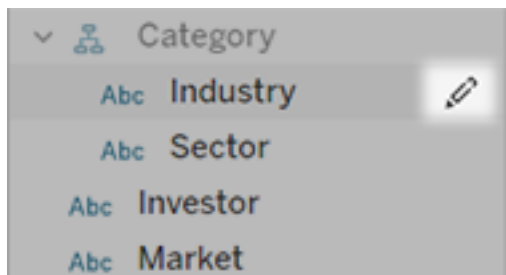 Category
Abc Industry
Abc Sector
Abc Investor
Abc Market